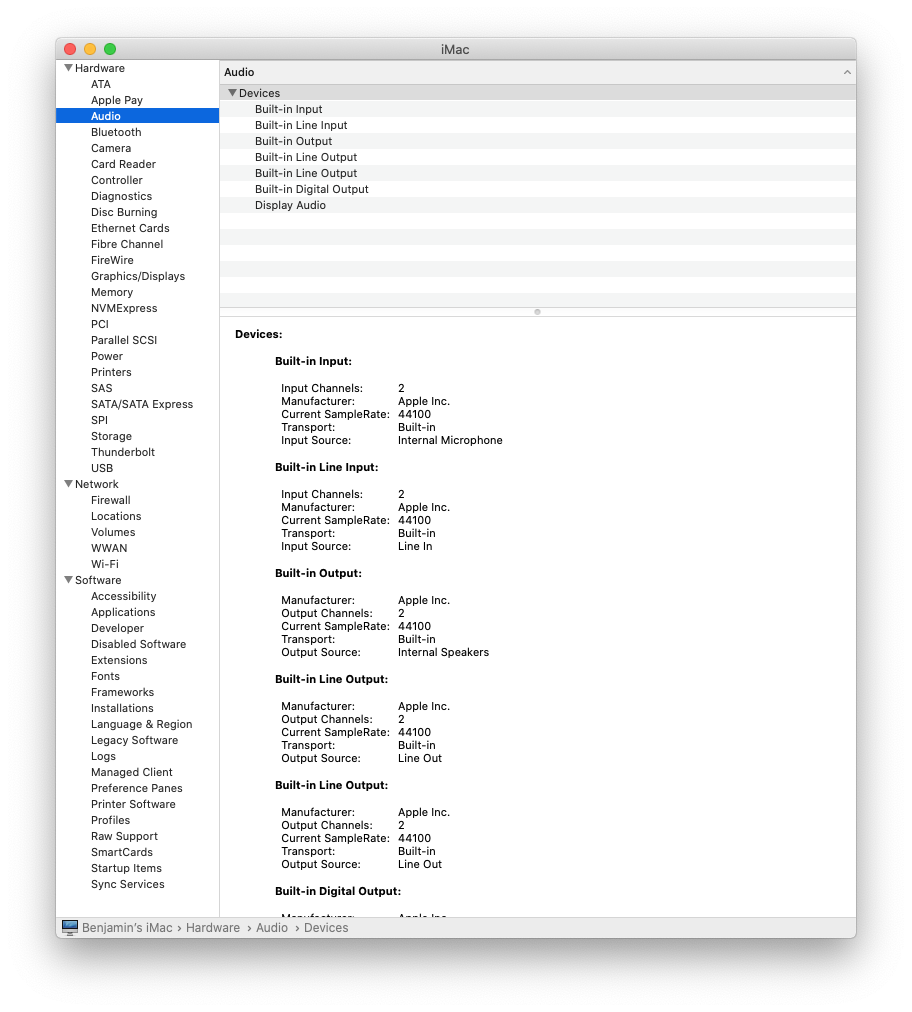 iMac
Hardware
ATA
Apple Pay
Audio
Bluetooth
Camera
Card Reader
Controller
Diagnostics
Disc Burning
Ethernet Cards
Fibre Channel
FireWire
Graphics/Displays
Memory
NVMExpress
PCI
Parallel SCSI
Power
Printers
SAS
SATA/SATA Express
SPI
Storage
Thunderbolt
USB
Network
Firewall
Locations
Volumes
WWAN
Wi-Fi
Software
Accessibility
Applications
Developer
Disabled Software
Extensions
Fonts
Frameworks
Installations
Language & Region
Legacy Software
Logs
Managed Client
Preference Panes
Printer Software
Profiles
Raw Support
SmartCards
Startup Items
Sync Services
Audio
Devices
Built-in Input
Built-in Line Input
Built-in Output
Built-in Line Output
Built-in Line Output
Built-in Digital Output
Display Audio
Devices:
Built-in Input:
Input Channels: 2
Manufacturer: Apple Inc.
Current SampleRate: 44100
Transport: Built-in
Input Source: Internal Microphone
Built-in Line Input:
Input Channels: 2
Manufacturer: Apple Inc.
Current SampleRate: 44100
Transport: Built-in
Input Source: Line In
Built-in Output:
Manufacturer: Apple Inc.
Output Channels: 2
Current SampleRate: 44100
Transport: Built-in
Output Source: Internal Speakers
Built-in Line Output:
Manufacturer: Apple Inc.
Output Channels: 2
Current SampleRate: 44100
Transport: Built-in
Output Source: Line Out
Built-in Line Output:
Manufacturer: Apple Inc.
Output Channels: 2
Current SampleRate: 44100
Transport: Built-in
Output Source: Line Out
Built-in Digital Output:
Manufacturer: Apple Inc.
Benjamin's iMac › Hardware › Audio › Devices